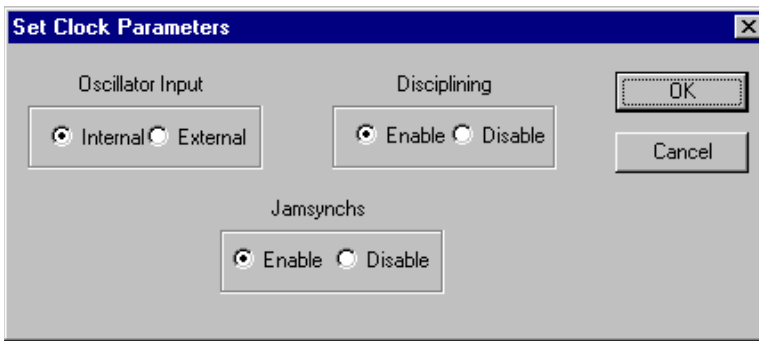 Set Clock Parameters
Oscillator Input
Internal External
Disciplining
Enable Disable
OK
Cancel
Jamsynchs
Enable Disable